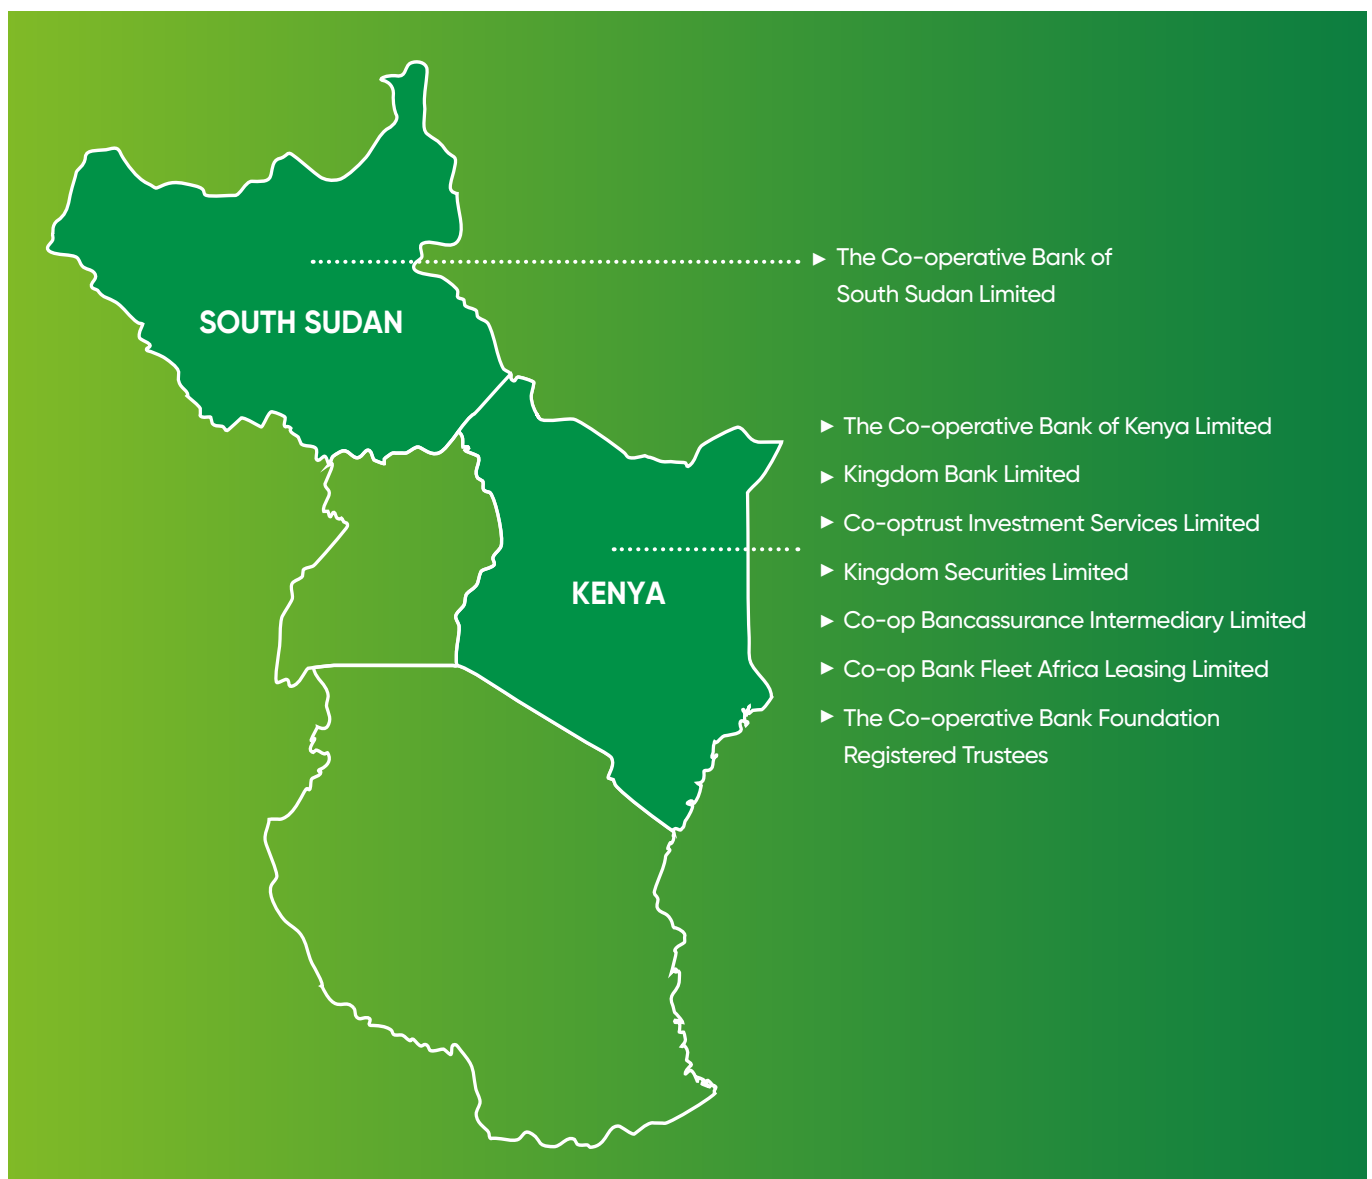 The Co-operative Bank of
South Sudan Limited
SOUTH SUDAN
The Co-operative Bank of Kenya Limited
Kingdom Bank Limited
Co-optrust Investment Services Limited
Kingdom Securities Limited
KENYA
Co-op Bancassurance Intermediary Limited
Co-op Bank Fleet Africa Leasing Limited
The Co-operative Bank Foundation
Registered Trustees